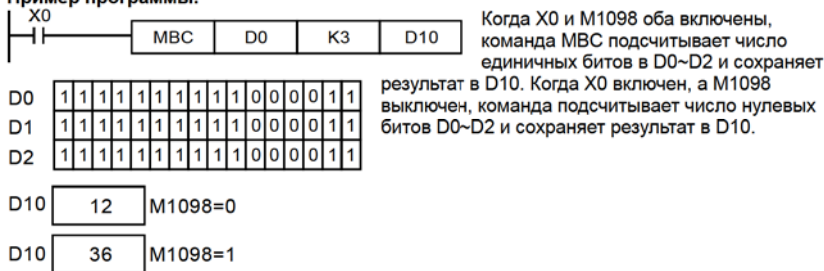 Пример программы:
X0
MBC D0 K3 D10
Когда X0 и M1098 оба включены,
команда MBC подсчитывает число
единичных битов в D0~D2 и сохраняет
результат в D10. Когда X0 включен, а M1098
выключен, команда подсчитывает число нулевых
битов D0~D2 и сохраняет результат в D10.
D0 1 1 1 1 1 1 1 1 1 1 0 0 0 0 1 1
D1 1 1 1 1 1 1 1 1 1 1 0 0 0 0 1 1
D2 1 1 1 1 1 1 1 1 1 1 0 0 0 0 1 1
D10 12 M1098=0
D10 36 M1098=1